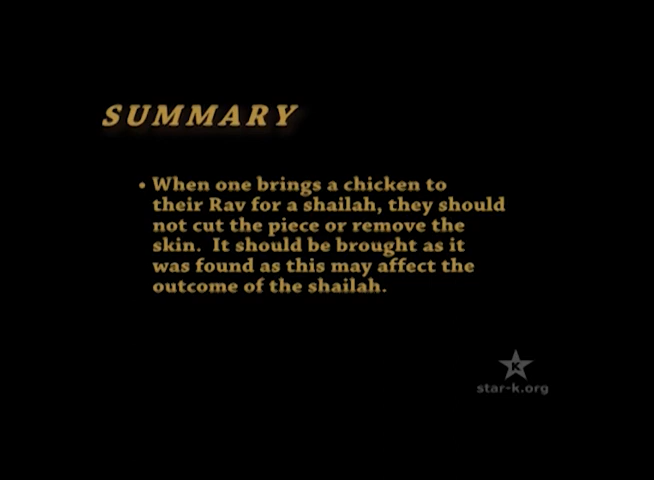 SUMMARY
• When one brings a chicken to
their Rav for a shailah, they should
not cut the piece or remove the
skin. It should be brought as it
was found as this may affect the
outcome of the shailah.
K
star-k.org